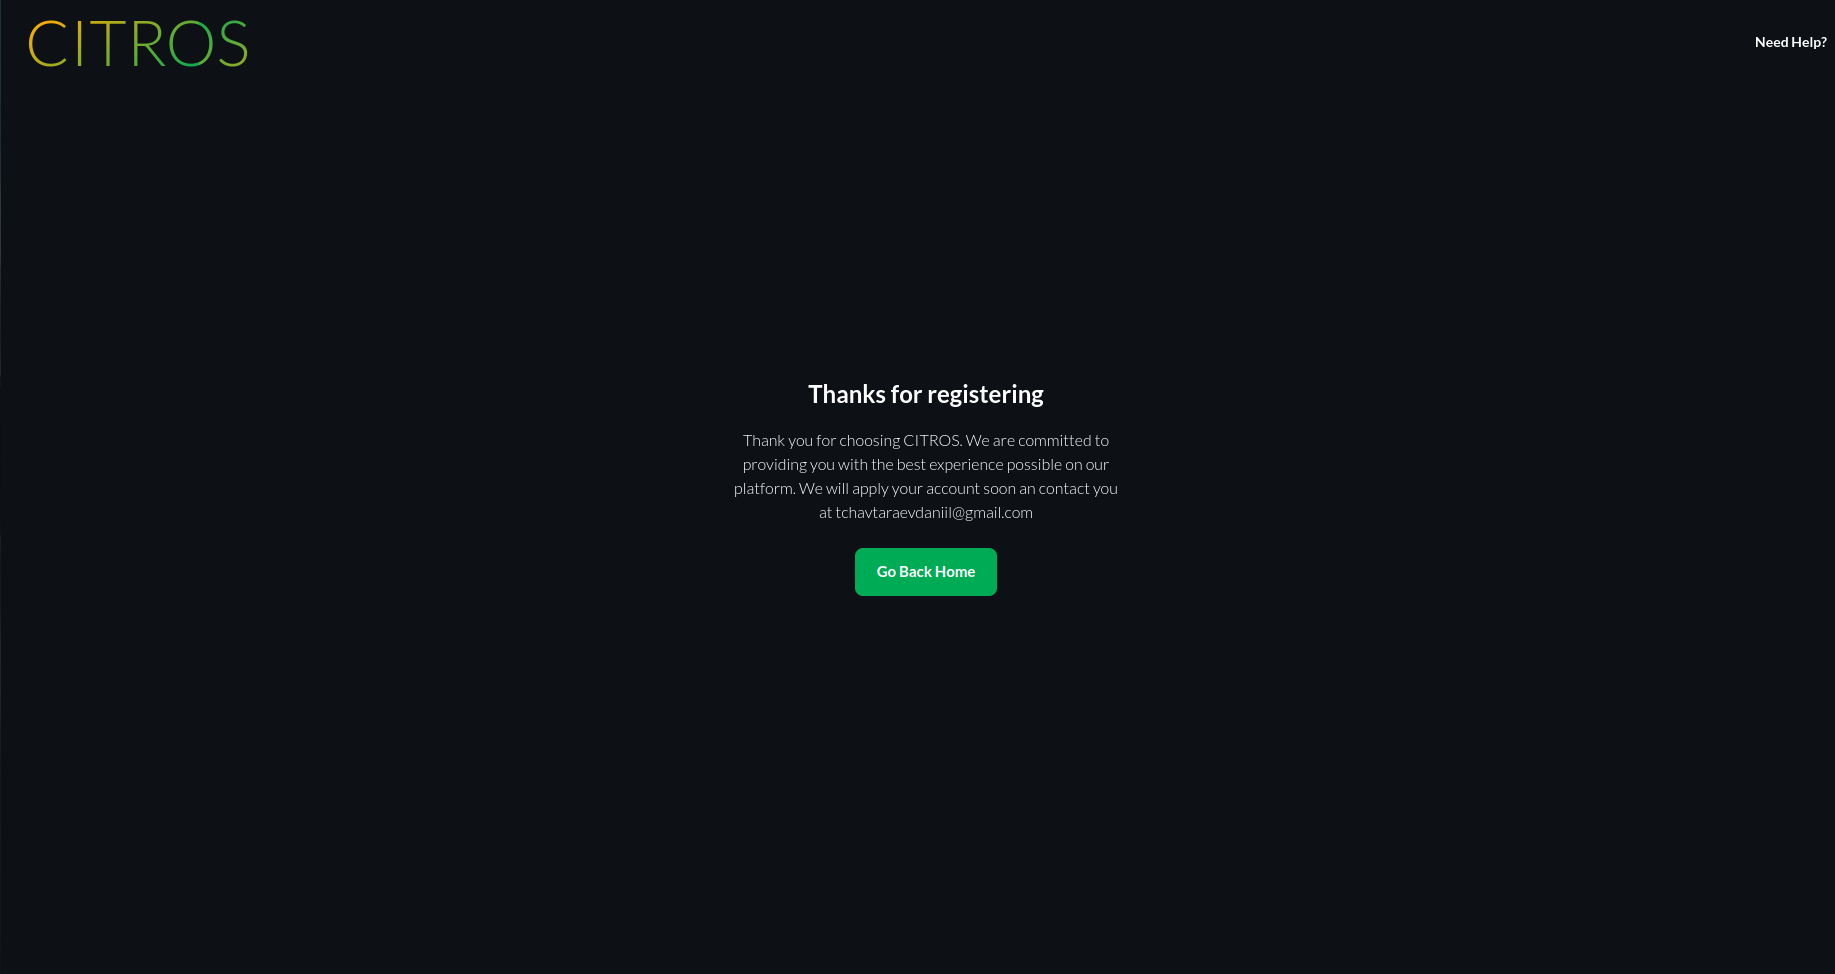 CITROS
Need Help?
Thanks for registering
Thank you for choosing CITROS. We are committed to
providing you with the best experience possible on our
platform. We will apply your account soon an contact you
at tchavtaraevdaniil@gmail.com
Go Back Home